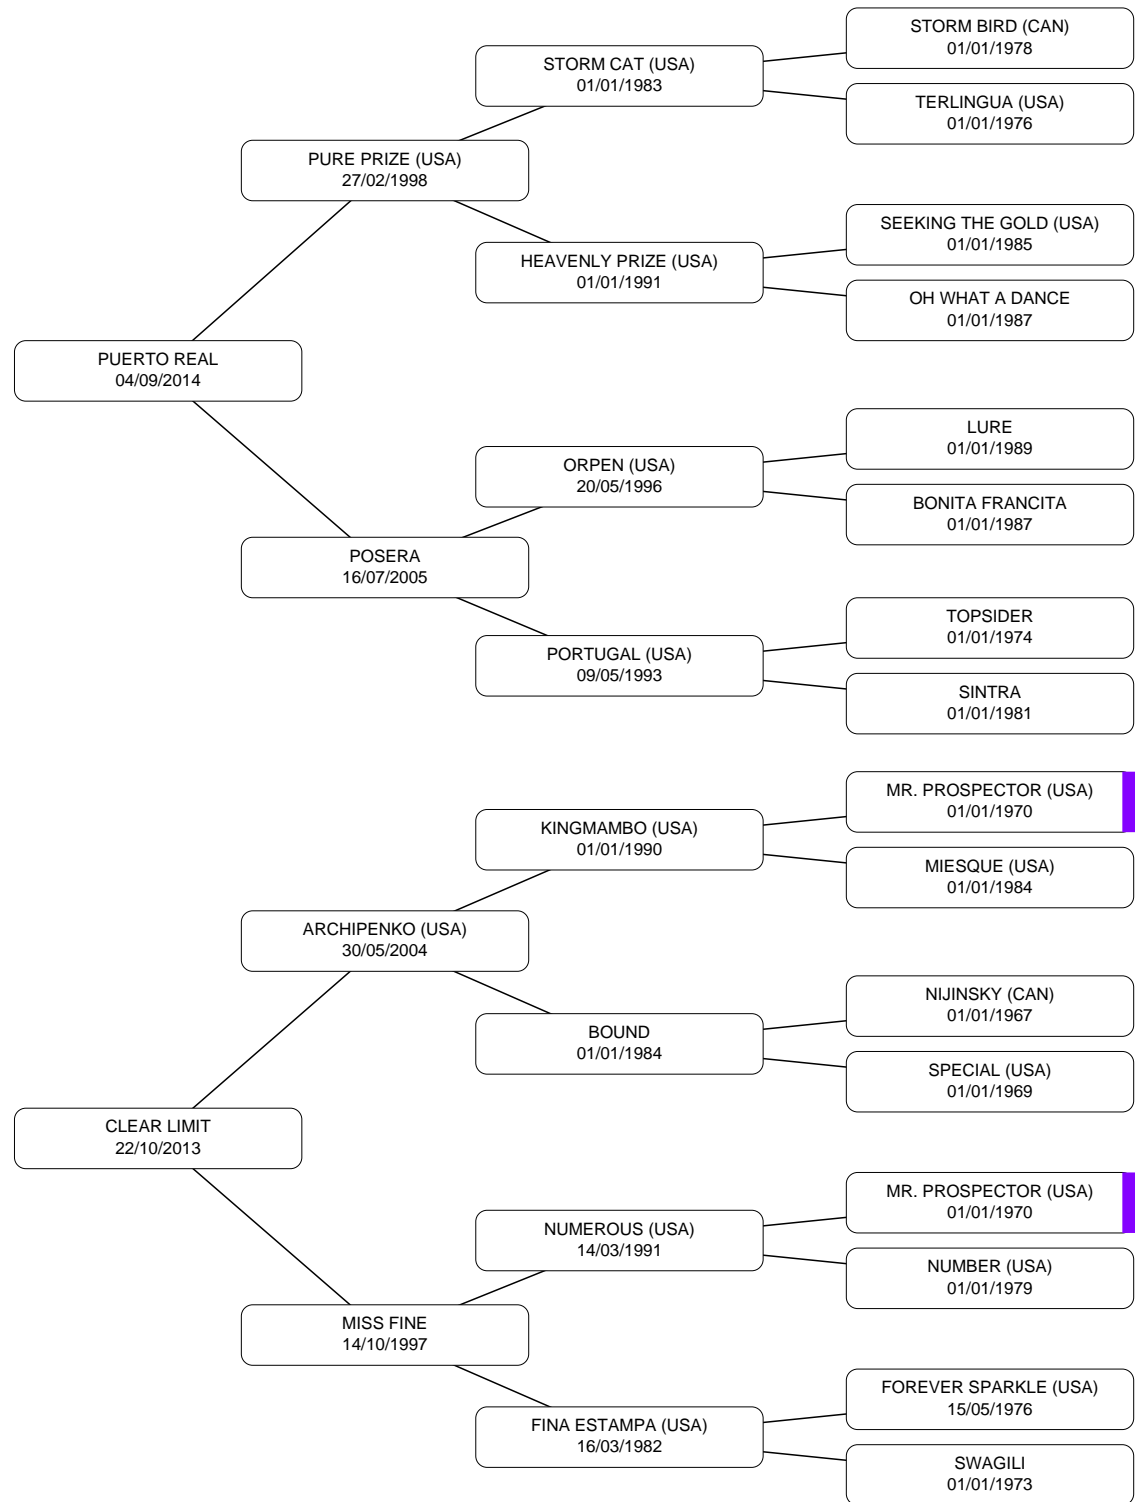 STORM BIRD (CAN)
01/01/1978
STORM CAT (USA)
01/01/1983
TERLINGUA (USA)
01/01/1976
PURE PRIZE (USA)
27/02/1998
SEEKING THE GOLD (USA)
01/01/1985
HEAVENLY PRIZE (USA)
01/01/1991
OH WHAT A DANCE
01/01/1987
PUERTO REAL
04/09/2014
LURE
01/01/1989
ORPEN (USA)
20/05/1996
BONITA FRANCITA
01/01/1987
POSERA
16/07/2005
TOPSIDER
01/01/1974
PORTUGAL (USA)
09/05/1993
SINTRA
01/01/1981
MR. PROSPECTOR (USA)
01/01/1970
KINGMAMBO (USA)
01/01/1990
MIESQUE (USA)
01/01/1984
ARCHIPENKO (USA)
30/05/2004
NIJINSKY (CAN)
01/01/1967
BOUND
01/01/1984
SPECIAL (USA)
01/01/1969
CLEAR LIMIT
22/10/2013
MR. PROSPECTOR (USA)
01/01/1970
NUMEROUS (USA)
14/03/1991
NUMBER (USA)
01/01/1979
MISS FINE
14/10/1997
FOREVER SPARKLE (USA)
15/05/1976
FINA ESTAMPA (USA)
16/03/1982
SWAGILI
01/01/1973